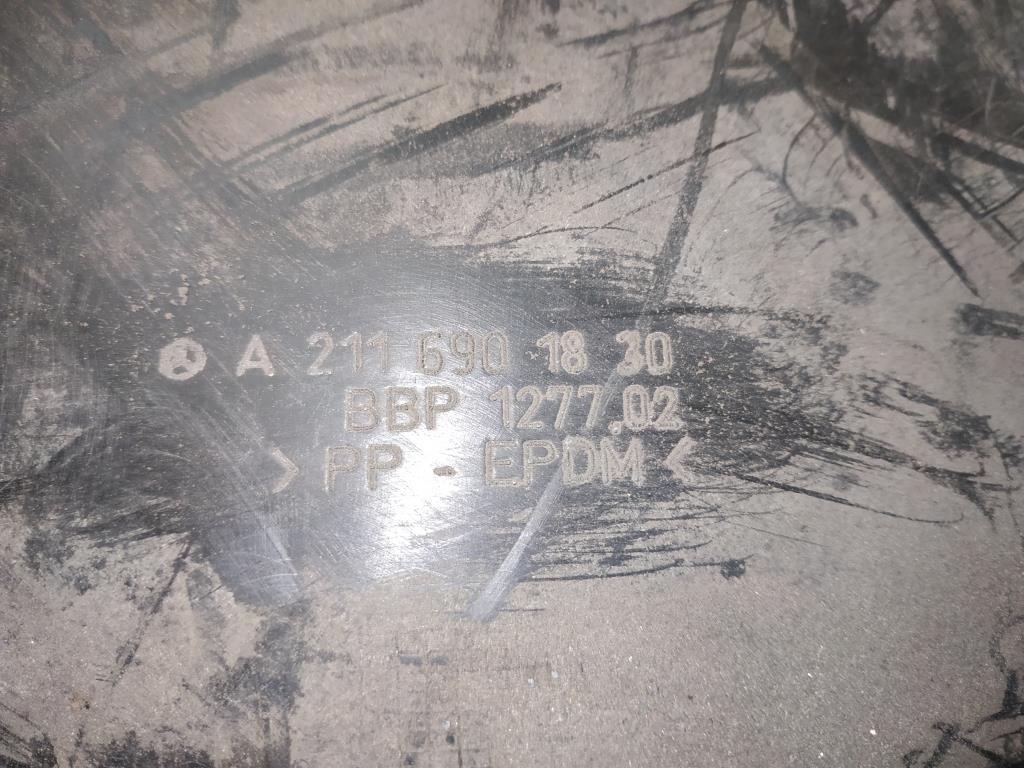 A 211 690 18 30
BBP 1277.02
> PP - EPDM <